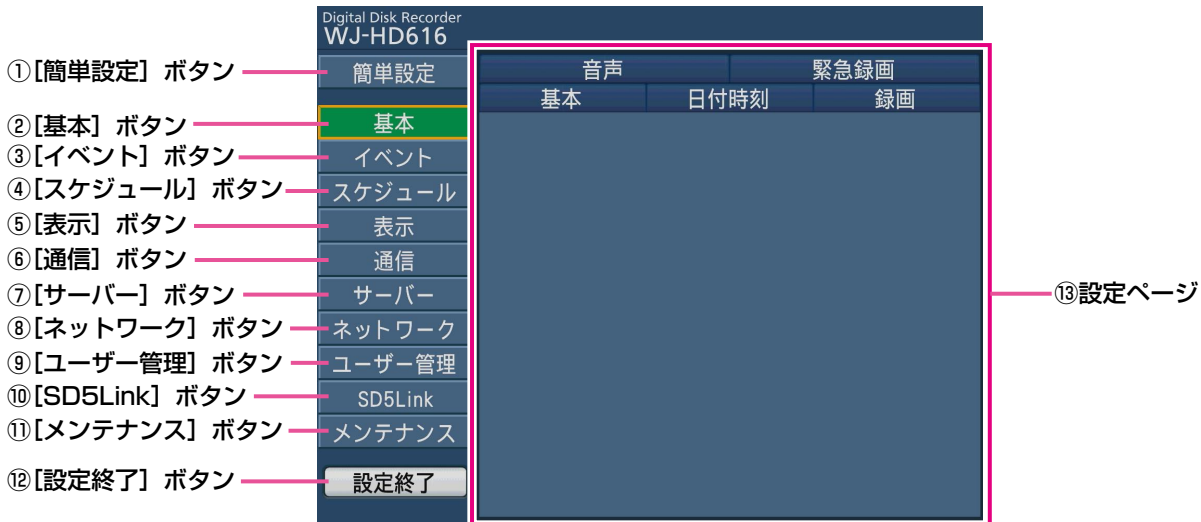 Digital Disk Recorder
WJ-HD616
①[簡単設定] ボタン
簡単設定
音声
緊急録画
基本
日付時刻
録画
②[基本] ボタン
基本
③[イベント] ボタン
イベント
④[スケジュール] ボタン
スケジュール
⑤[表示] ボタン
表示
⑥[通信] ボタン
通信
⑦[サーバー] ボタン
サーバー
⑬設定ページ
⑧[ネットワーク] ボタン
ネットワーク
⑨[ユーザー管理] ボタン
ユーザー管理
⑩[SD5Link] ボタン
SD5Link
⑪[メンテナンス] ボタン
メンテナンス
⑫[設定終了] ボタン
設定終了